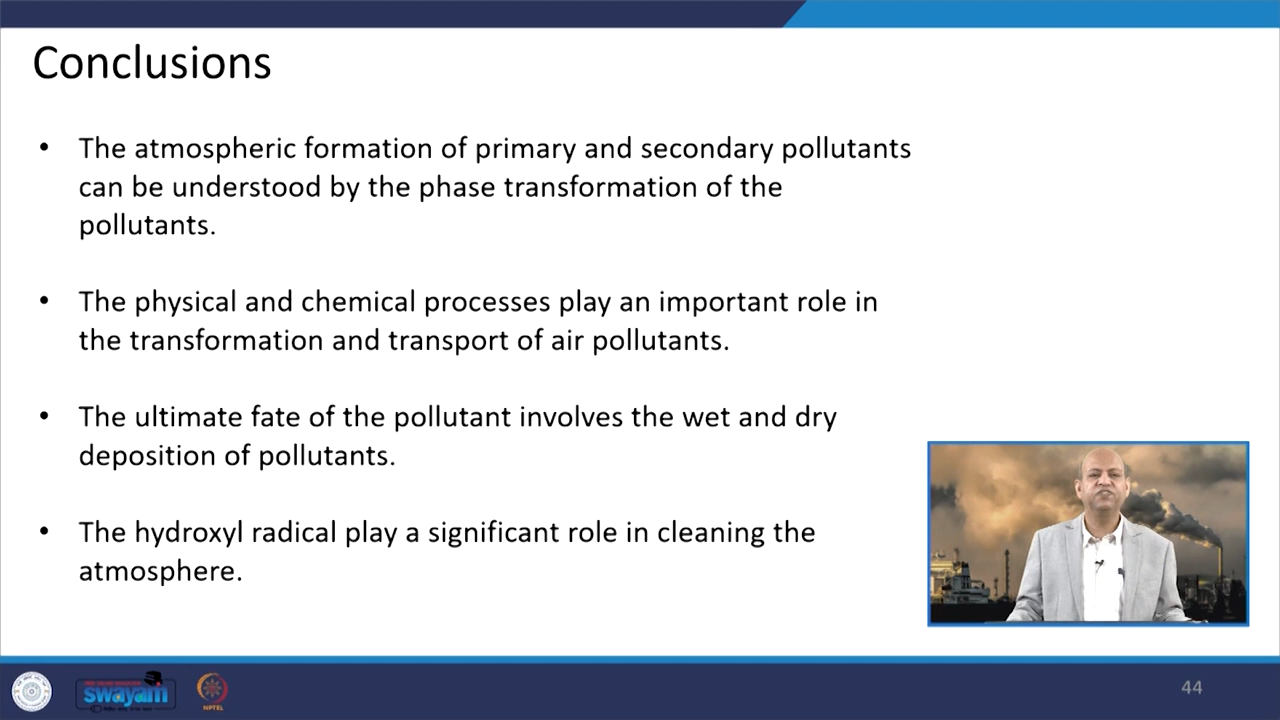 Conclusions
• The atmospheric formation of primary and secondary pollutants
can be understood by the phase transformation of the
pollutants.
• The physical and chemical processes play an important role in
the transformation and transport of air pollutants.
• The ultimate fate of the pollutant involves the wet and dry
deposition of pollutants.
• The hydroxyl radical play a significant role in cleaning the
atmosphere.
swayam
NPTEL
44